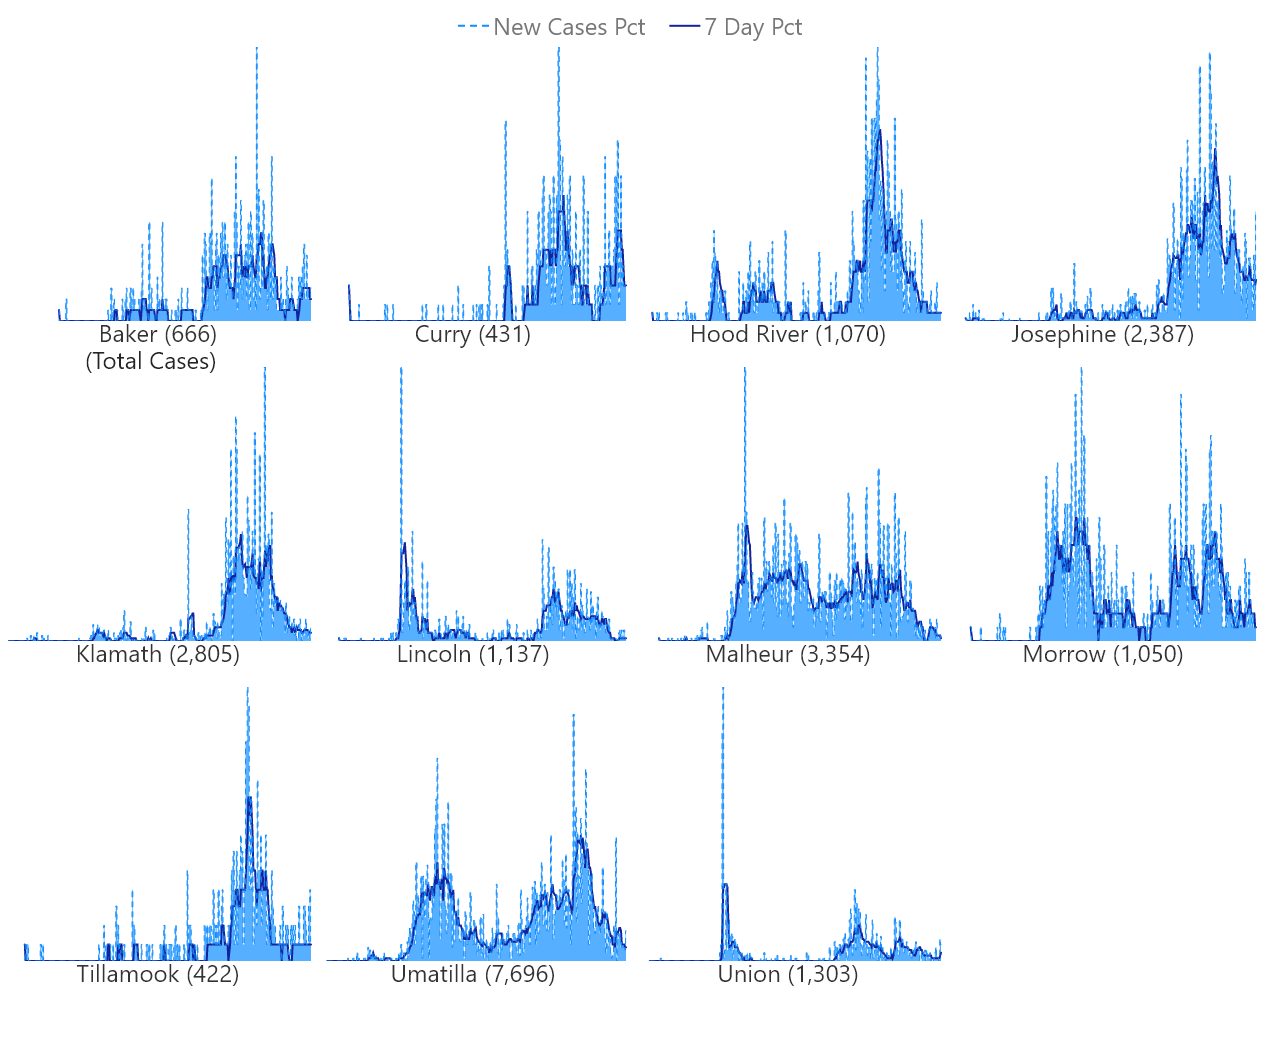 New Cases Pct 7 Day Pct
Baker (666)
(Total Cases)
Curry (431)
Hood River (1,070)
Josephine (2,387)
Klamath (2,805)
Lincoln (1,137)
Malheur (3,354)
Morrow (1,050)
Tillamook (422)
Umatilla (7,696)
Union (1,303)